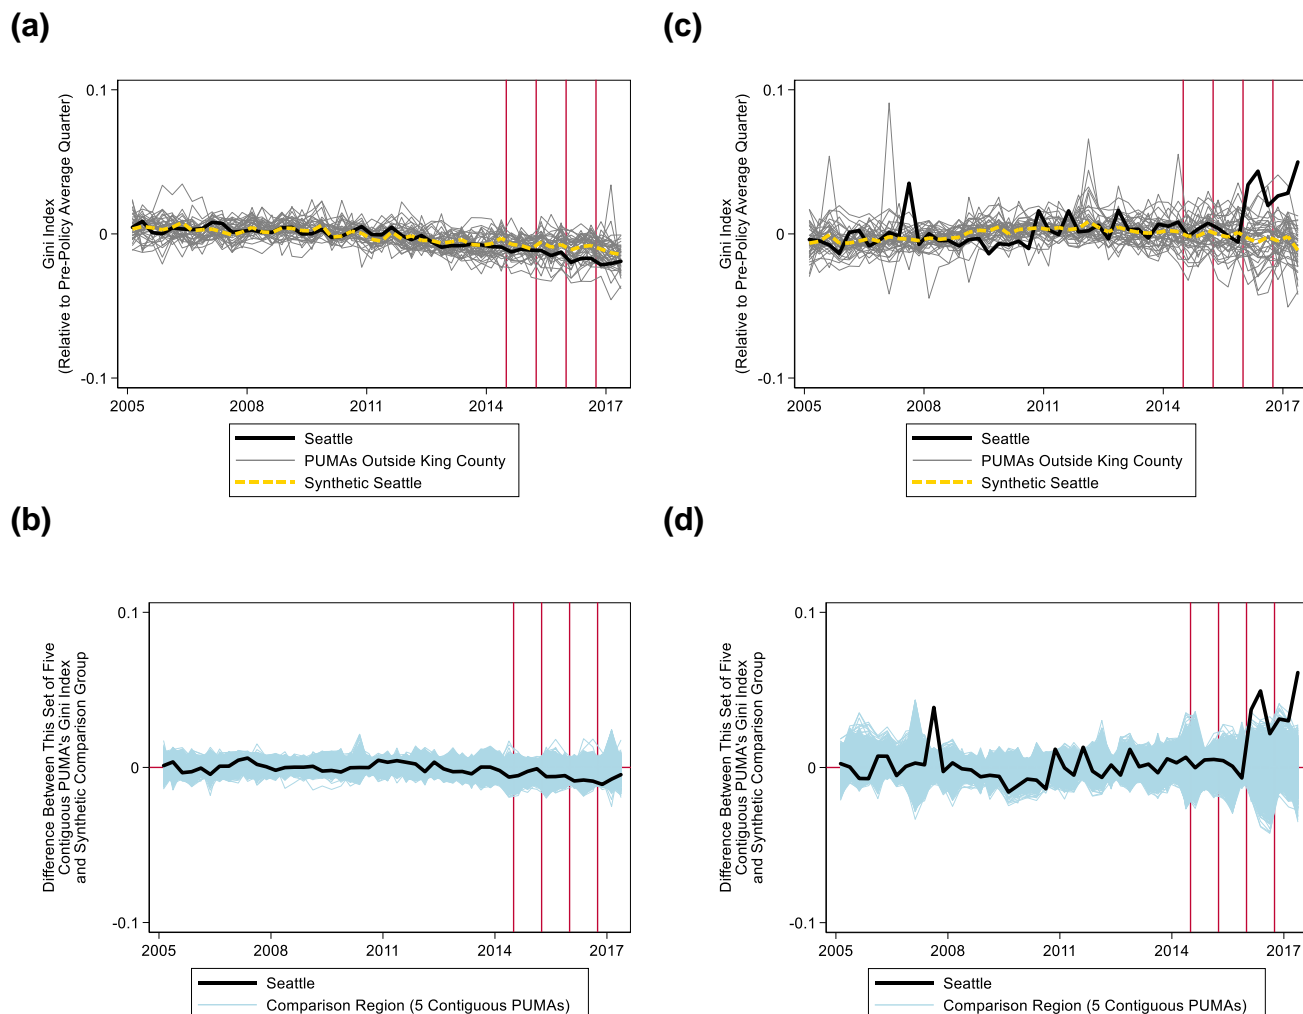 (a)
Gini Index
(Relative to Pre-Policy Average Quarter)
0.1
0
-0.1
2005
2008
2011
2014
2017
Seattle
PUMAs Outside King County
Synthetic Seattle
(c)
Gini Index
(Relative to Pre-Policy Average Quarter)
0.1
0
-0.1
2005
2008
2011
2014
2017
Seattle
PUMAs Outside King County
Synthetic Seattle
(b)
Difference Between This Set of Five
Contiguous PUMA's Gini Index
and Synthetic Comparison Group
0.1
0
-0.1
2005
2008
2011
2014
2017
Seattle
Comparison Region (5 Contiguous PUMAs)
(d)
Difference Between This Set of Five
Contiguous PUMA's Gini Index
and Synthetic Comparison Group
0.1
0
-0.1
2005
2008
2011
2014
2017
Seattle
Comparison Region (5 Contiguous PUMAs)